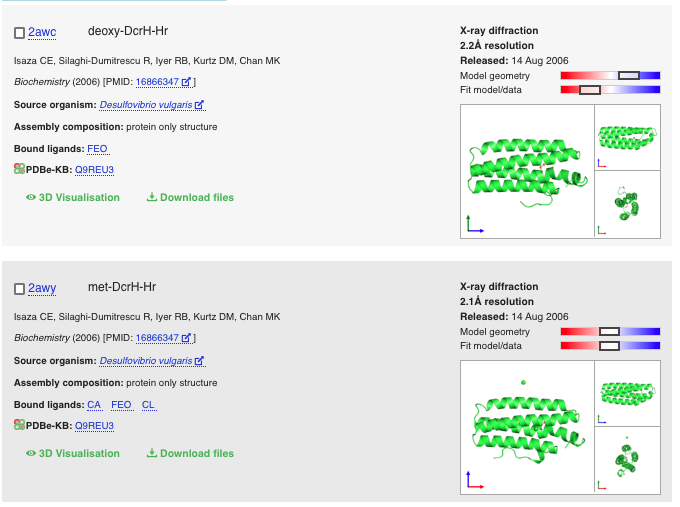 2awc deoxy-DcrH-Hr
Isaza CE, Silaghi-Dumitrescu R, Iyer RB, Kurtz DM, Chan MK
Biochemistry (2006) [PMID: 16866347 ]
Source organism: Desulfovibrio vulgaris
Assembly composition: protein only structure
Bound ligands: FEO
PDBe-KB: Q9REU3
3D Visualisation Download files
X-ray diffraction
2.2Å resolution
Released: 14 Aug 2006
Model geometry
Fit model/data
2awy met-DcrH-Hr
Isaza CE, Silaghi-Dumitrescu R, Iyer RB, Kurtz DM, Chan MK
Biochemistry (2006) [PMID: 16866347 ]
Source organism: Desulfovibrio vulgaris
Assembly composition: protein only structure
Bound ligands: CA FEO CL
PDBe-KB: Q9REU3
3D Visualisation Download files
X-ray diffraction
2.1Å resolution
Released: 14 Aug 2006
Model geometry
Fit model/data